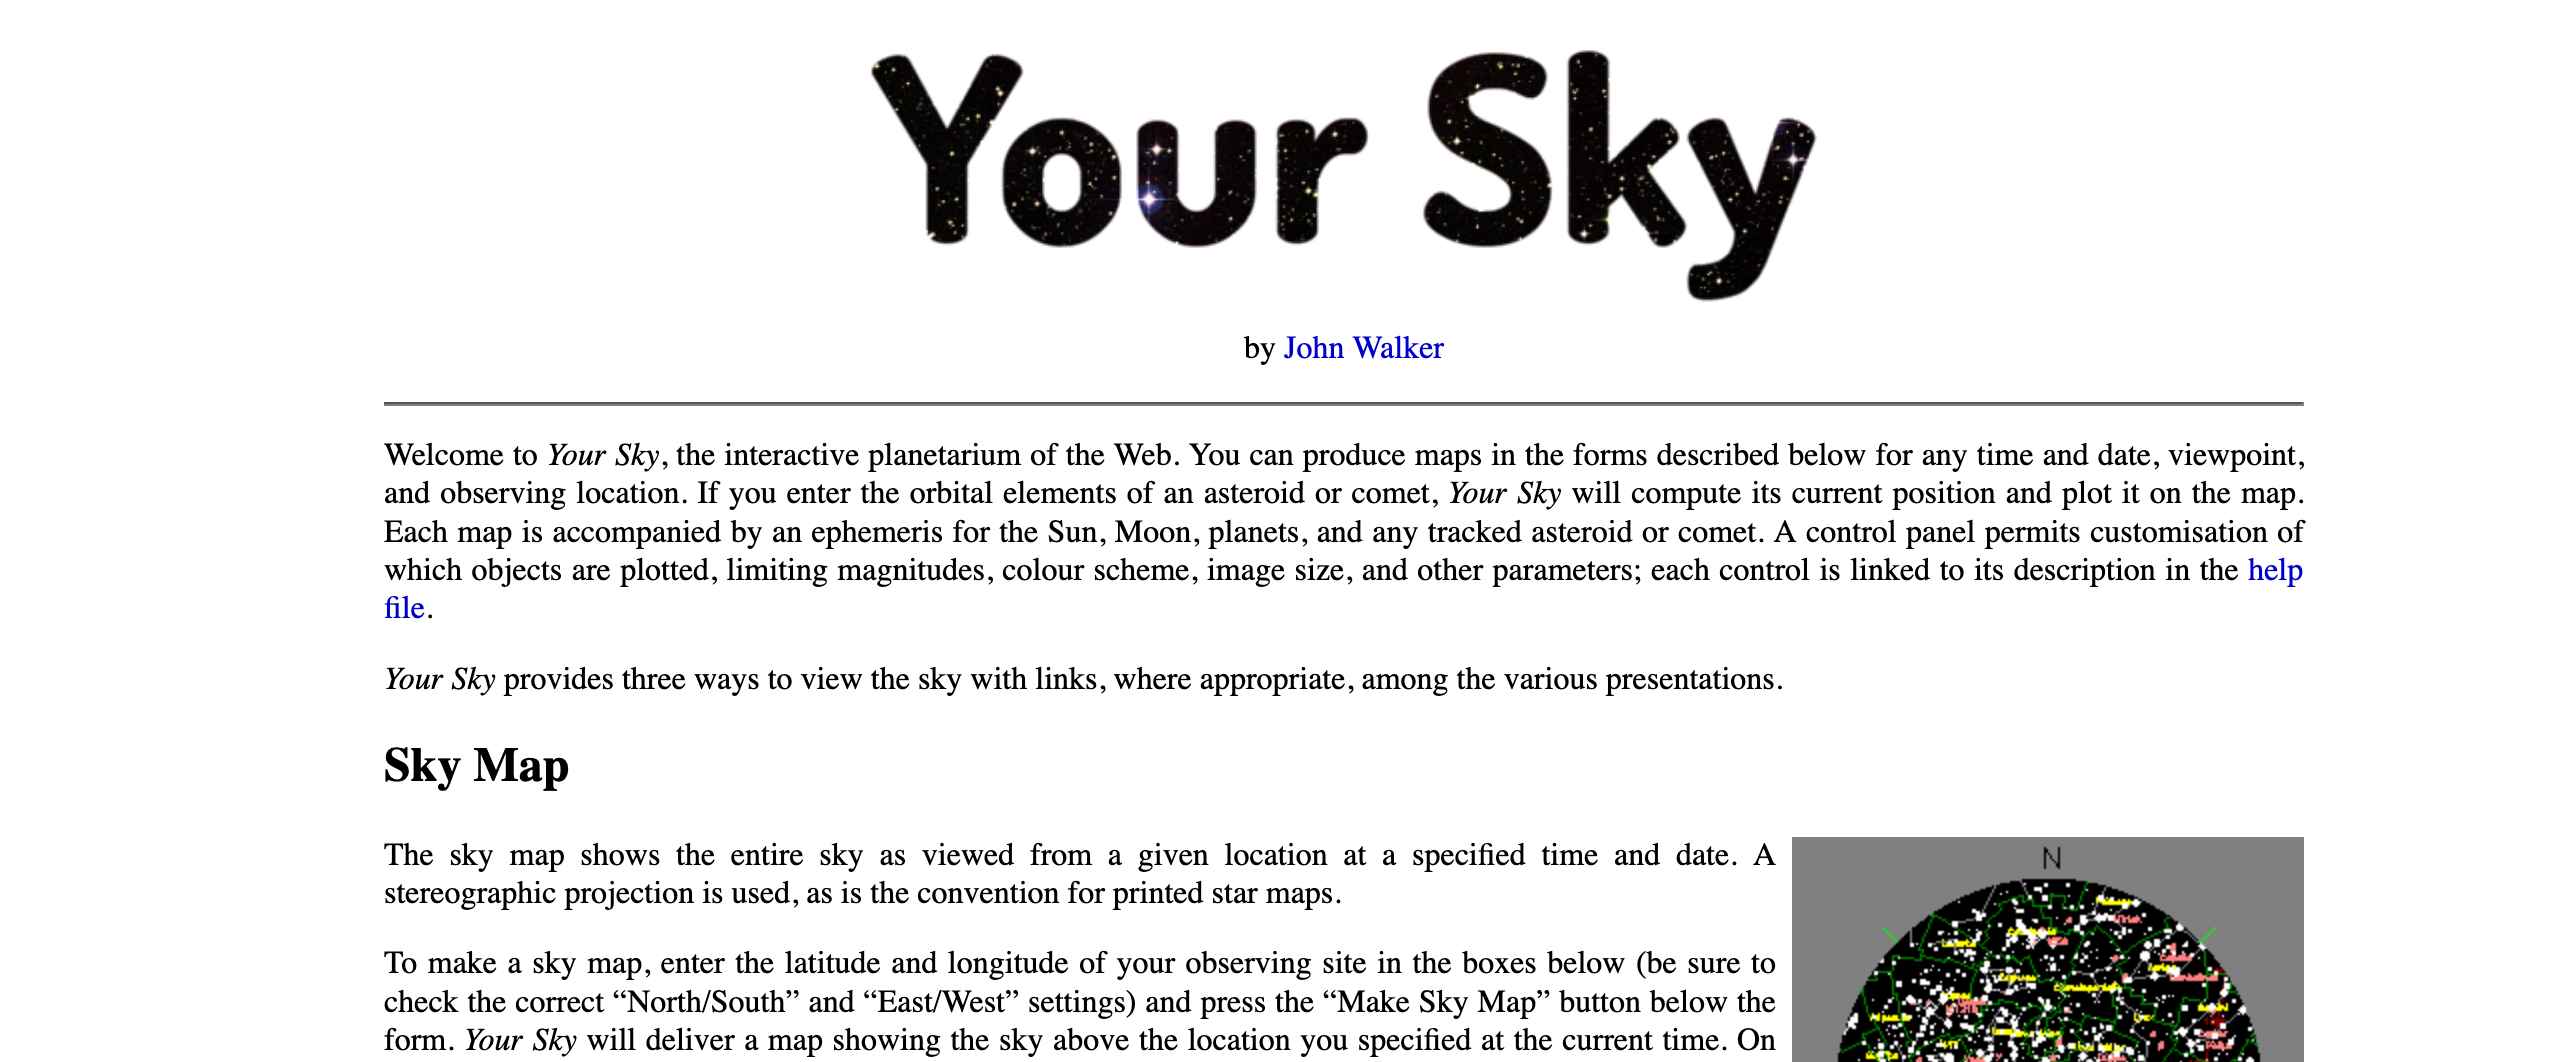 Your Sky
by John Walker
Welcome to Your Sky, the interactive planetarium of the Web. You can produce maps in the forms described below for any time and date, viewpoint,
and observing location. If you enter the orbital elements of an asteroid or comet, Your Sky will compute its current position and plot it on the map.
Each map is accompanied by an ephemeris for the Sun, Moon, planets, and any tracked asteroid or comet. A control panel permits customisation of
which objects are plotted, limiting magnitudes, colour scheme, image size, and other parameters; each control is linked to its description in the help
file.
Your Sky provides three ways to view the sky with links, where appropriate, among the various presentations.
Sky Map
The sky map shows the entire sky as viewed from a given location at a specified time and date. A
stereographic projection is used, as is the convention for printed star maps.
To make a sky map, enter the latitude and longitude of your observing site in the boxes below (be sure to
check the correct “North/South” and “East/West” settings) and press the “Make Sky Map” button below the
form. Your Sky will deliver a map showing the sky above the location you specified at the current time. On
N